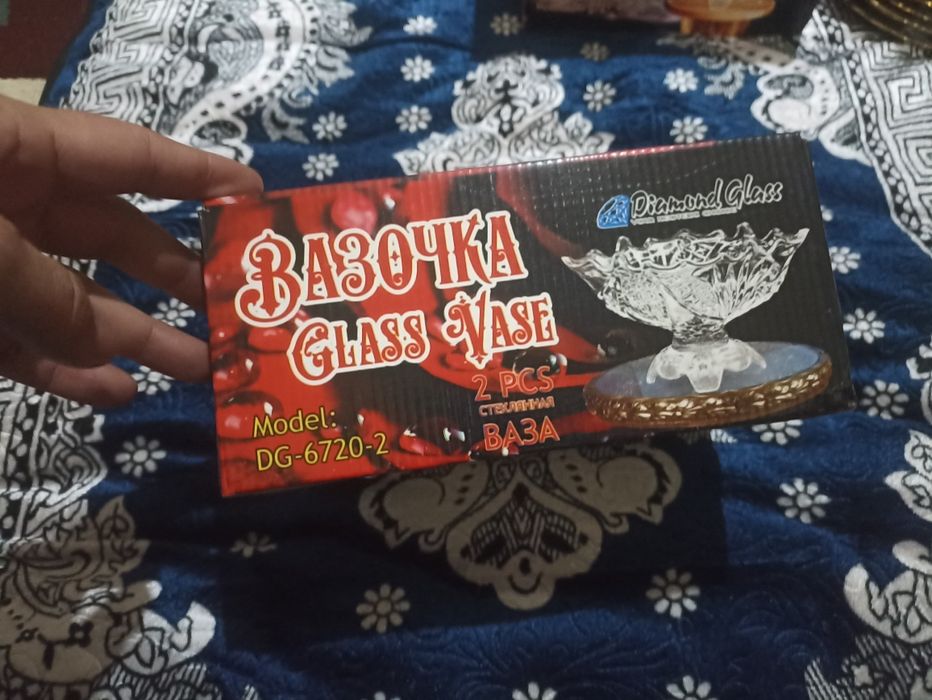 Diamond Glass
ВАЗОЧКА
GLASS VASE
2 PCS
СТЕКЛЯННАЯ
ВАЗА
Model:
DG-6720-2